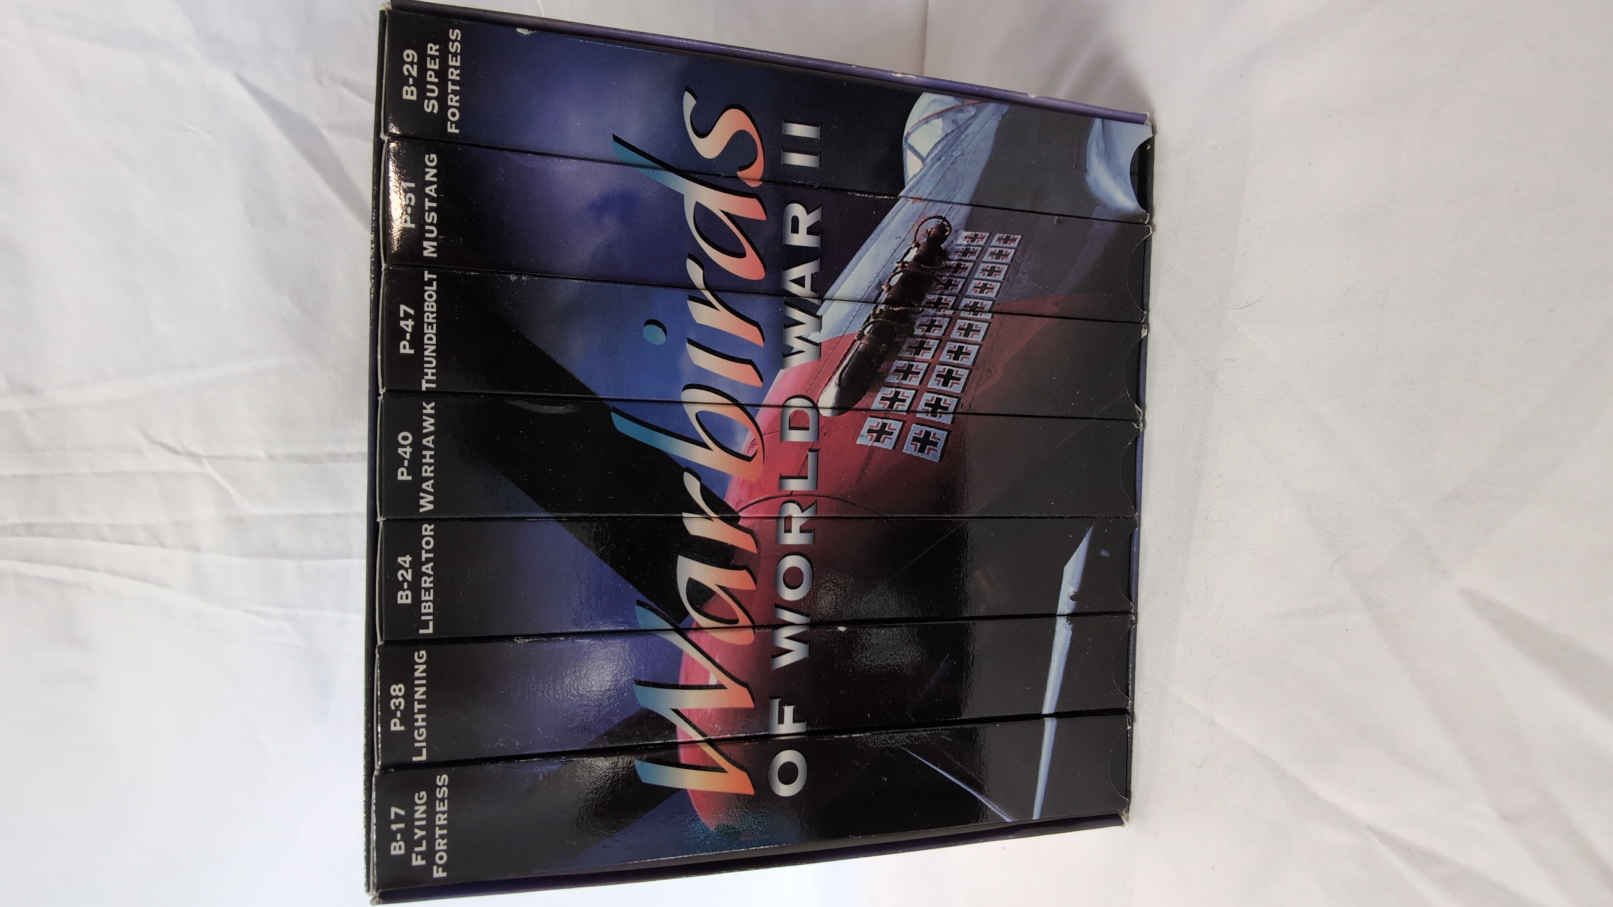 B-17
FLYING
FORTRESS
P-38
LIGHTNING
B-24
LIBERATOR
P-40
WARHAWK
P-47
THUNDERBOLT
P-51
MUSTANG
B-29
SUPER
FORTRESS
Warbirds
OF WORLD WAR II